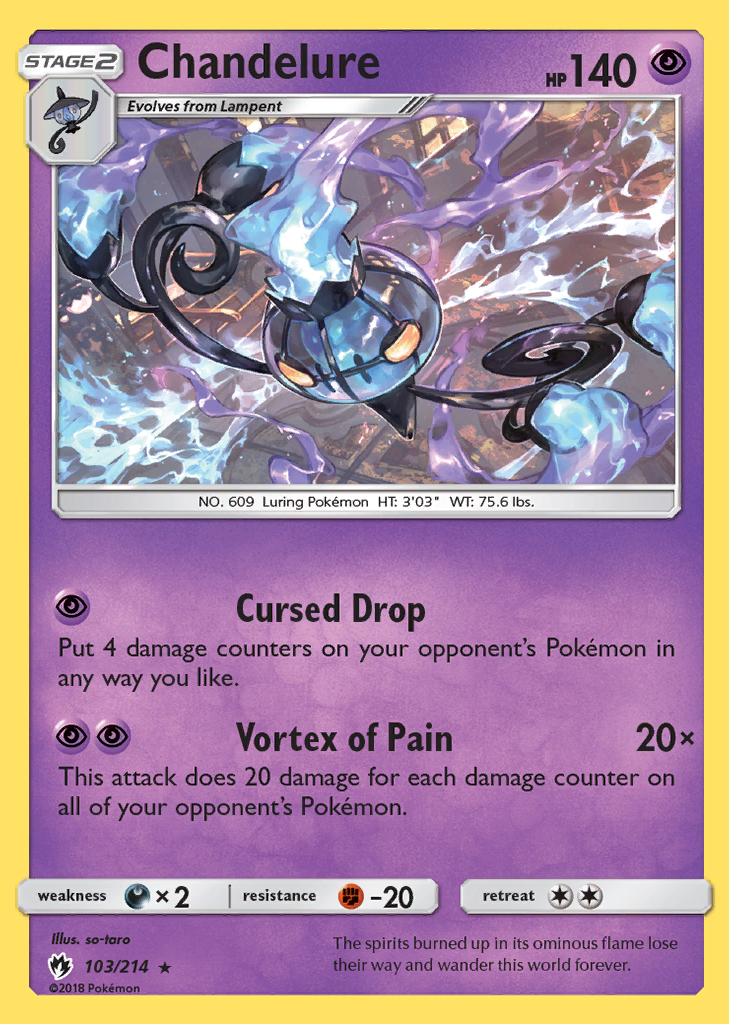 STAGE2
Chandelure
HP 140
Evolves from Lampent
NO. 609 Luring Pokémon HT: 3'03" WT: 75.6 lbs.
Cursed Drop
Put 4 damage counters on your opponent's Pokémon in
any way you like.
Vortex of Pain 20×
This attack does 20 damage for each damage counter on
all of your opponent's Pokémon.
weakness ×2 resistance -20 retreat
Illus. so-taro
103/214
©2018 Pokémon
The spirits burned up in its ominous flame lose
their way and wander this world forever.